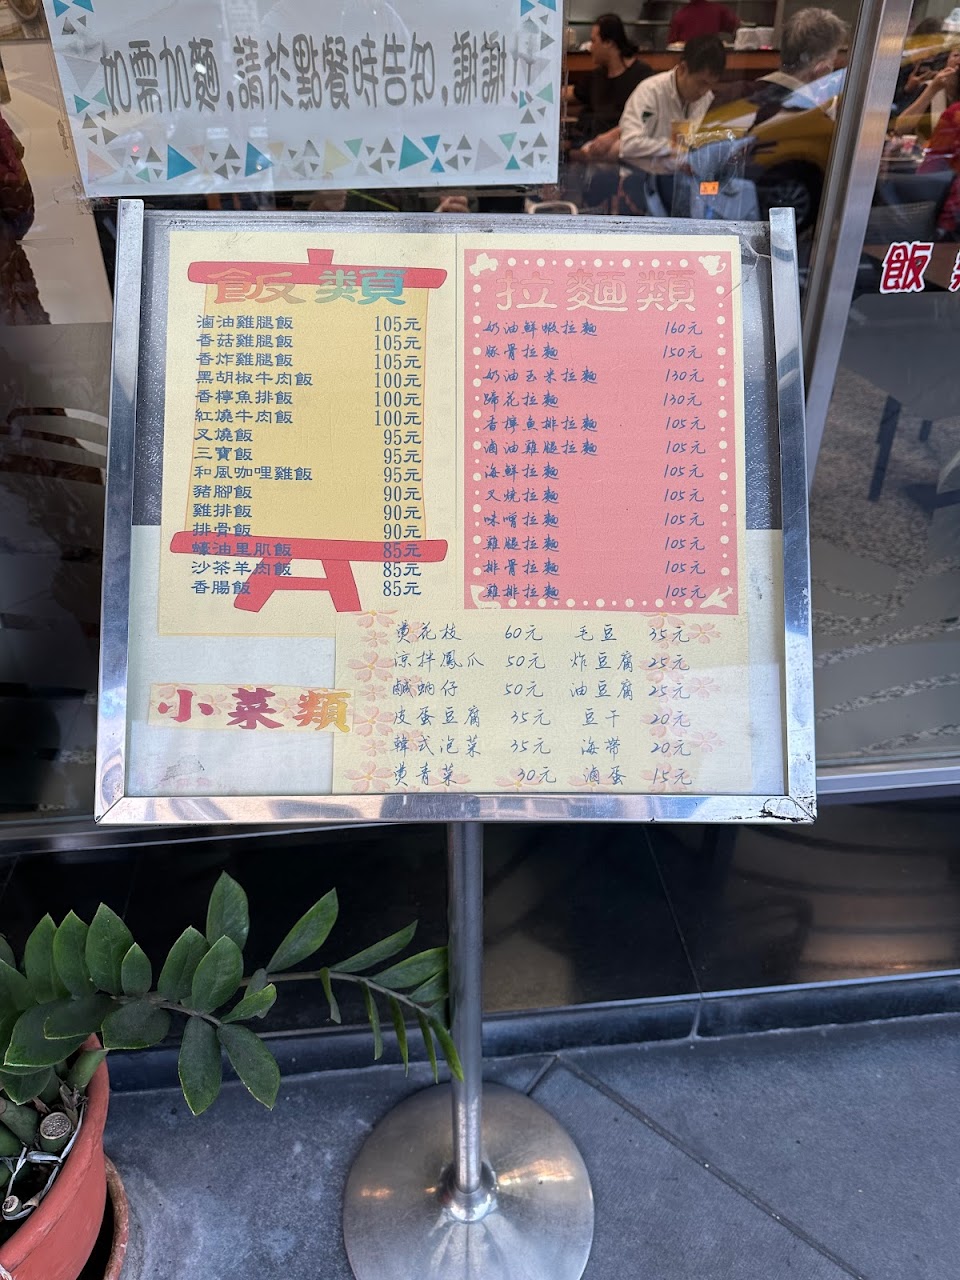 如需加麵,請於點餐時告知,謝謝!!
飯類
滷油雞腿飯 105元
香菇雞腿飯 105元
香炸雞腿飯 105元
黑胡椒牛肉飯 100元
香檸魚排飯 100元
紅燒牛肉飯 100元
叉燒飯 95元
三寶飯 95元
和風咖哩雞飯 95元
豬腳飯 90元
雞排飯 90元
排骨飯 90元
蠔油里肌飯 85元
沙茶羊肉飯 85元
香腸飯 85元
拉麵類
奶油鮮蝦拉麵 160元
豚骨拉麵 150元
奶油玉米拉麵 130元
蹄花拉麵 130元
香檸魚排拉麵 105元
滷油雞腿拉麵 105元
海鮮拉麵 105元
叉燒拉麵 105元
味噌拉麵 105元
雞腿拉麵 105元
排骨拉麵 105元
雞排拉麵 105元
小菜類
燙花枝 60元 毛豆 35元
涼拌鳳爪 50元 炸豆腐 25元
鹹蚋仔 50元 油豆腐 25元
皮蛋豆腐 35元 豆干 20元
韓式泡菜 35元 海帶 20元
燙青菜 30元 滷蛋 15元
飯